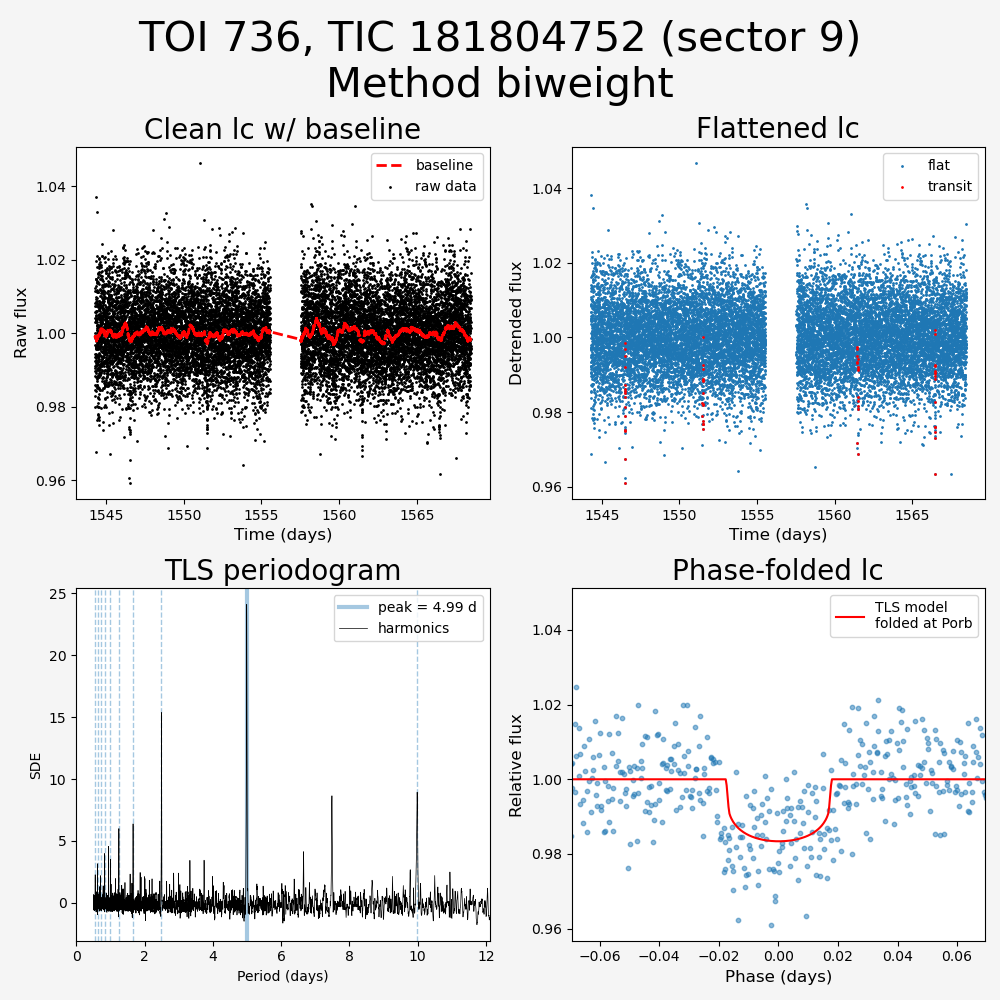 TOI 736, TIC 181804752 (sector 9)
Method biweight
Clean lc w/ baseline
Raw flux
1.04
1.02
1.00
0.98
0.96
baseline
raw data
1545
1550
1555
1560
1565
Time (days)
Flattened lc
Detrended flux
1.04
1.02
1.00
0.98
0.96
flat
transit
1545
1550
1555
1560
1565
Time (days)
TLS periodogram
SDE
25
20
15
10
5
0
peak = 4.99 d
harmonics
0
2
4
6
8
10
12
Period (days)
Phase-folded lc
Relative flux
1.04
1.02
1.00
0.98
0.96
TLS model
folded at Porb
−0.06
−0.04
−0.02
0.00
0.02
0.04
0.06
Phase (days)